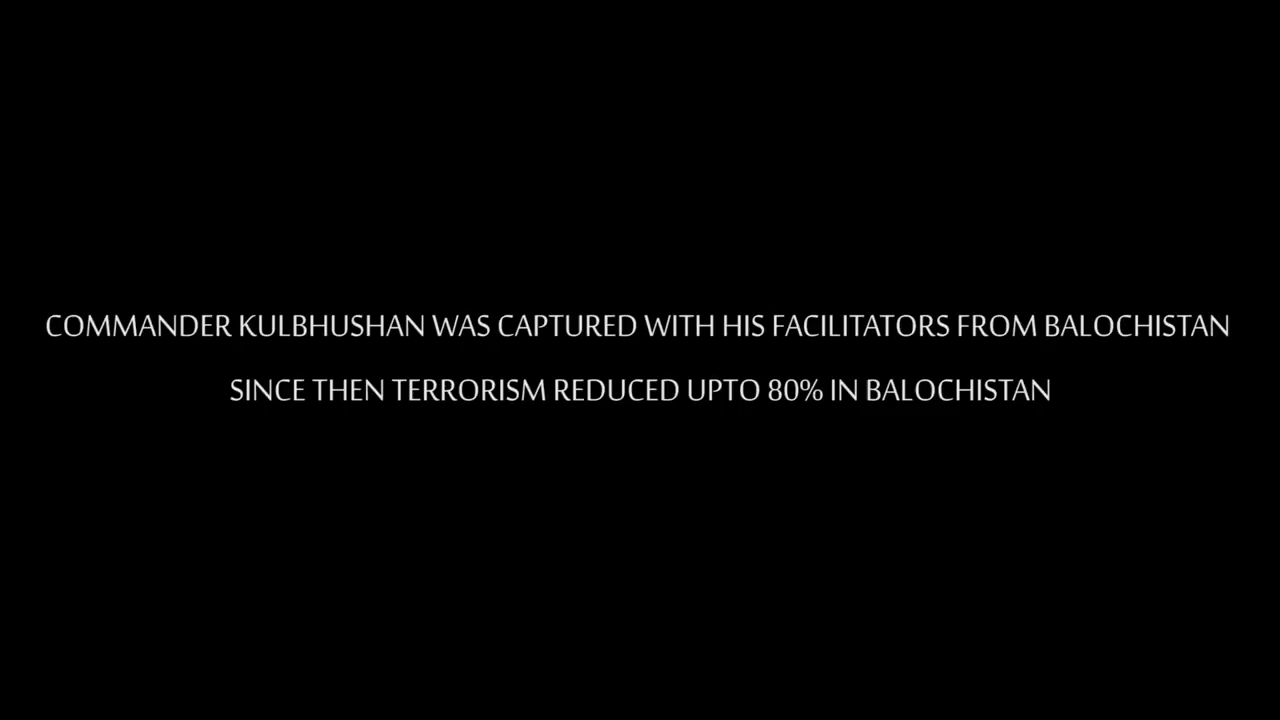 COMMANDER KULBHUSHAN WAS CAPTURED WITH HIS FACILITATORS FROM BALOCHISTAN
SINCE THEN TERRORISM REDUCED UPTO 80% IN BALOCHISTAN